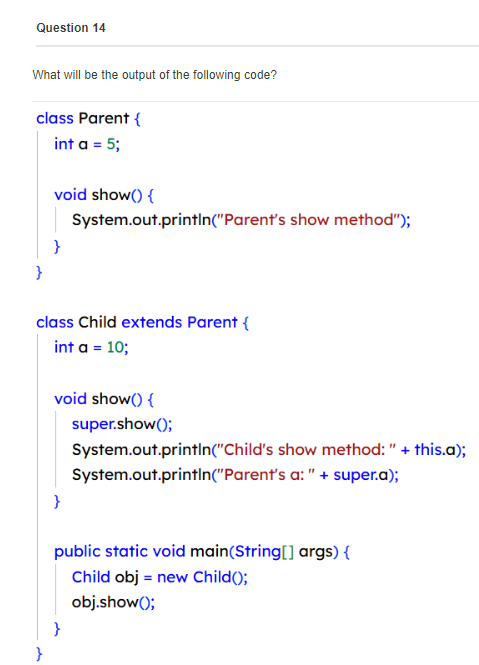 Question 14
What will be the output of the following code?
class Parent {
int a = 5;
void show() {
System.out.println("Parent's show method");
}
}
class Child extends Parent {
int a = 10;
void show() {
super.show();
System.out.println("Child's show method: " + this.a);
System.out.println("Parent's a: " + super.a);
}
public static void main(String[] args) {
Child obj = new Child();
obj.show();
}
}